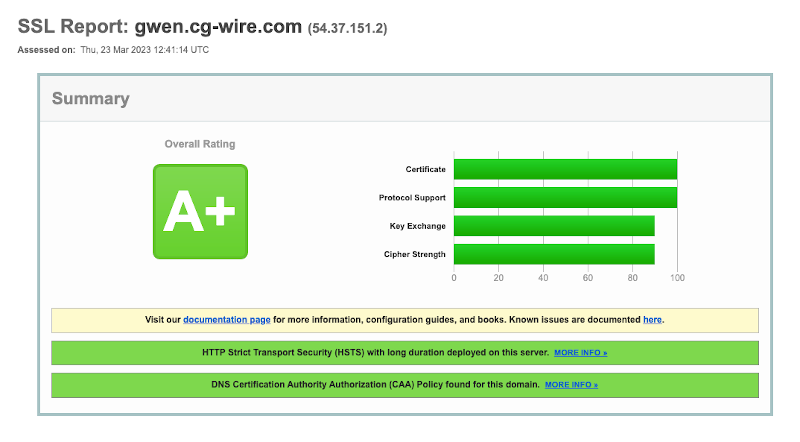 SSL Report: gwen.cg-wire.com (54.37.151.2)
Assessed on: Thu, 23 Mar 2023 12:41:14 UTC
Summary
Overall Rating
A+
Certificate
Protocol Support
Key Exchange
Cipher Strength
0 20 40 60 80 100
Visit our documentation page for more information, configuration guides, and books. Known issues are documented here.
HTTP Strict Transport Security (HSTS) with long duration deployed on this server. MORE INFO »
DNS Certification Authority Authorization (CAA) Policy found for this domain. MORE INFO »